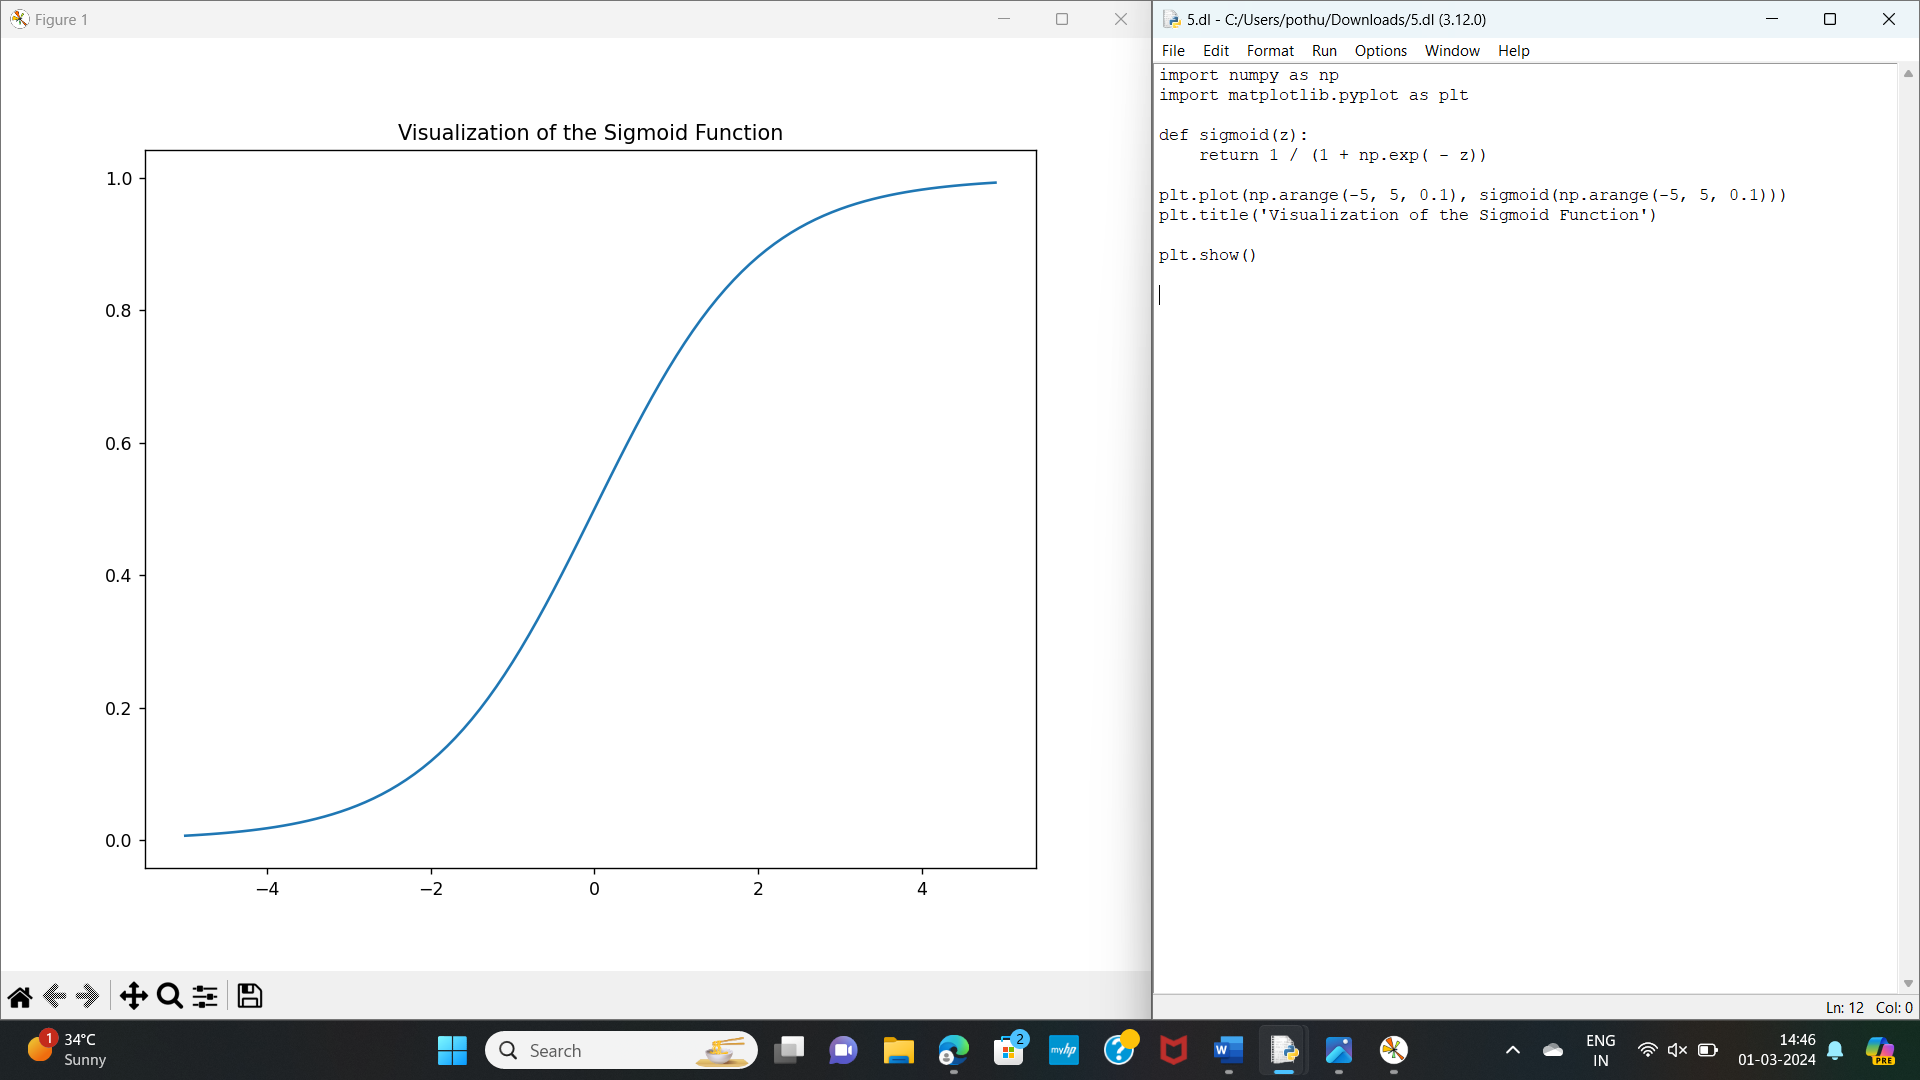 Figure 1
Visualization of the Sigmoid Function
1.0
0.8
0.6
0.4
0.2
0.0
−4 −2 0 2 4
5.dl - C:/Users/pothu/Downloads/5.dl (3.12.0)
File Edit Format Run Options Window Help
import numpy as np
import matplotlib.pyplot as plt
def sigmoid(z):
    return 1 / (1 + np.exp( - z))
plt.plot(np.arange(-5, 5, 0.1), sigmoid(np.arange(-5, 5, 0.1)))
plt.title('Visualization of the Sigmoid Function')
plt.show()
Ln: 12 Col: 0
1
34°C
Sunny
Search
2
myhp
?
W
ENG
IN
14:46
01-03-2024
PRE